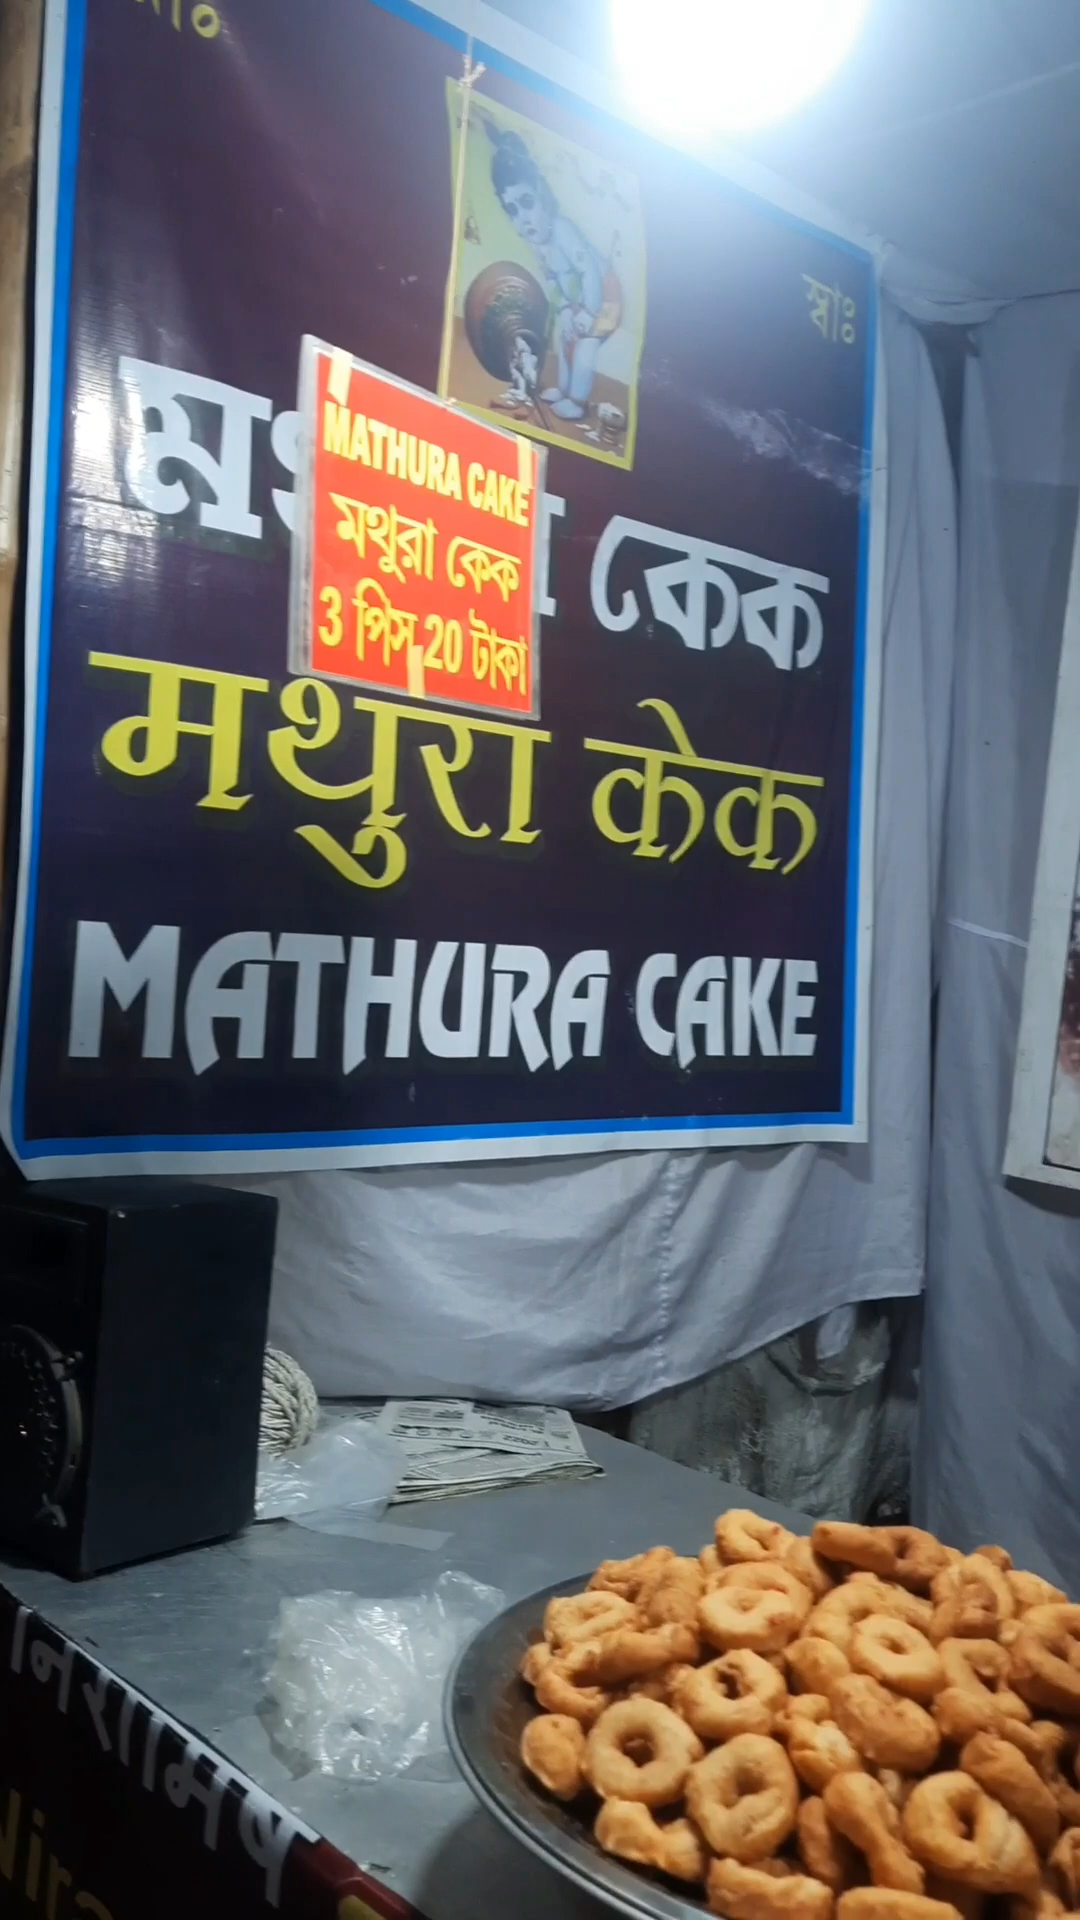 স্বাঃ
MATHURA CAKE
মথুরা কেক
3 পিস 20 টাকা
কেক
मथुरा केक
MATHURA CAKE
নিরামিষ